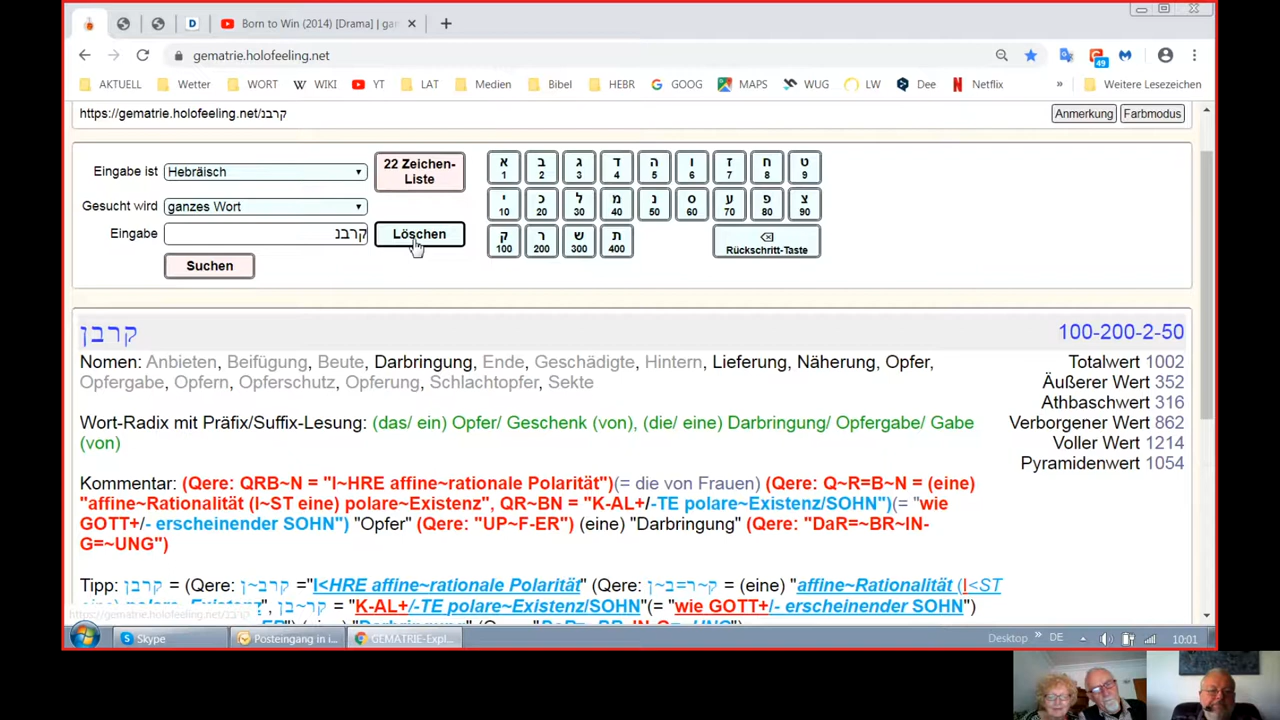 Born to Win (2014) [Drama] | gan
gematrie.holofeeling.net
49
AKTUELL Wetter WORT WIKI YT LAT Medien Bibel HEBR GOOG MAPS WUG LW Dee Netflix » Weitere Lesezeichen
https://gematrie.holofeeling.net/קרבנ
Anmerkung Farbmodus
Eingabe ist Hebräisch
22 Zeichen-
Liste
Gesucht wird ganzes Wort
Eingabe קרבנ Löschen
Suchen
א ב ג ד ה ו ז ח ט
1 2 3 4 5 6 7 8 9
י כ ל מ נ ס ע פ צ
10 20 30 40 50 60 70 80 90
ק ר ש ת
100 200 300 400
Rückschritt-Taste
קרבן 100-200-2-50
Nomen: Anbieten, Beifügung, Beute, Darbringung, Ende, Geschädigte, Hintern, Lieferung, Näherung, Opfer,
Opfergabe, Opfern, Opferschutz, Opferung, Schlachtopfer, Sekte
Totalwert 1002
Äußerer Wert 352
Athbaschwert 316
Verborgener Wert 862
Voller Wert 1214
Pyramidenwert 1054
Wort-Radix mit Präfix/Suffix-Lesung: (das/ ein) Opfer/ Geschenk (von), (die/ eine) Darbringung/ Opfergabe/ Gabe
(von)
Kommentar: (Qere: QRB~N = "I~HRE affine~rationale Polarität")(= die von Frauen) (Qere: Q~R=B~N = (eine)
"affine~Rationalität (I~ST eine) polare~Existenz", QR~BN = "K-AL+/-TE polare~Existenz/SOHN")(= "wie
GOTT+/- erscheinender SOHN") "Opfer" (Qere: "UP~F-ER") (eine) "Darbringung" (Qere: "DaR=~BR~IN-
G=~UNG")
Tipp: קרבן = (Qere: קרב~ן ="I<HRE affine~rationale Polarität" (Qere: ק~ר=ב~ן = (eine) "affine~Rationalität (I<ST
קר~בן = "K-AL+/-TE polare~Existenz/SOHN"(= "wie GOTT+/- erscheinender SOHN")
https://gematrie.holofeeling.net/קרבנ
Skype Posteingang in i... GEMATRIE-Expl... Desktop » DE 10:01